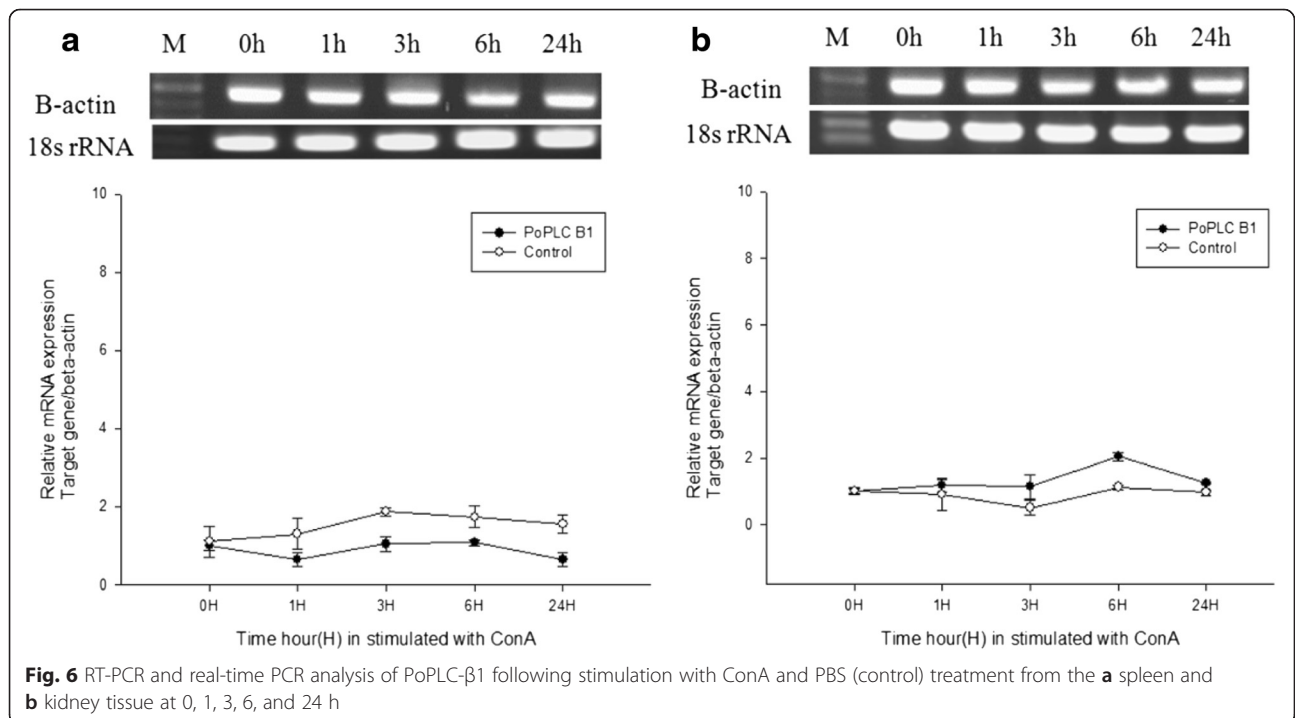 a
M 0h 1h 3h 6h 24h
B-actin
18s rRNA
10
8
6
4
2
0
PoPLC B1
Control
Relative mRNA expression
Target gene/beta-actin
0H 1H 3H 6H 24H
Time hour(H) in stimulated with ConA
b
M 0h 1h 3h 6h 24h
B-actin
18s rRNA
10
8
6
4
2
0
PoPLC B1
Control
Relative mRNA expression
Target gene/beta-actin
0H 1H 3H 6H 24H
Time hour(H) in stimulated with ConA
Fig. 6 RT-PCR and real-time PCR analysis of PoPLC-β1 following stimulation with ConA and PBS (control) treatment from the a spleen and
b kidney tissue at 0, 1, 3, 6, and 24 h